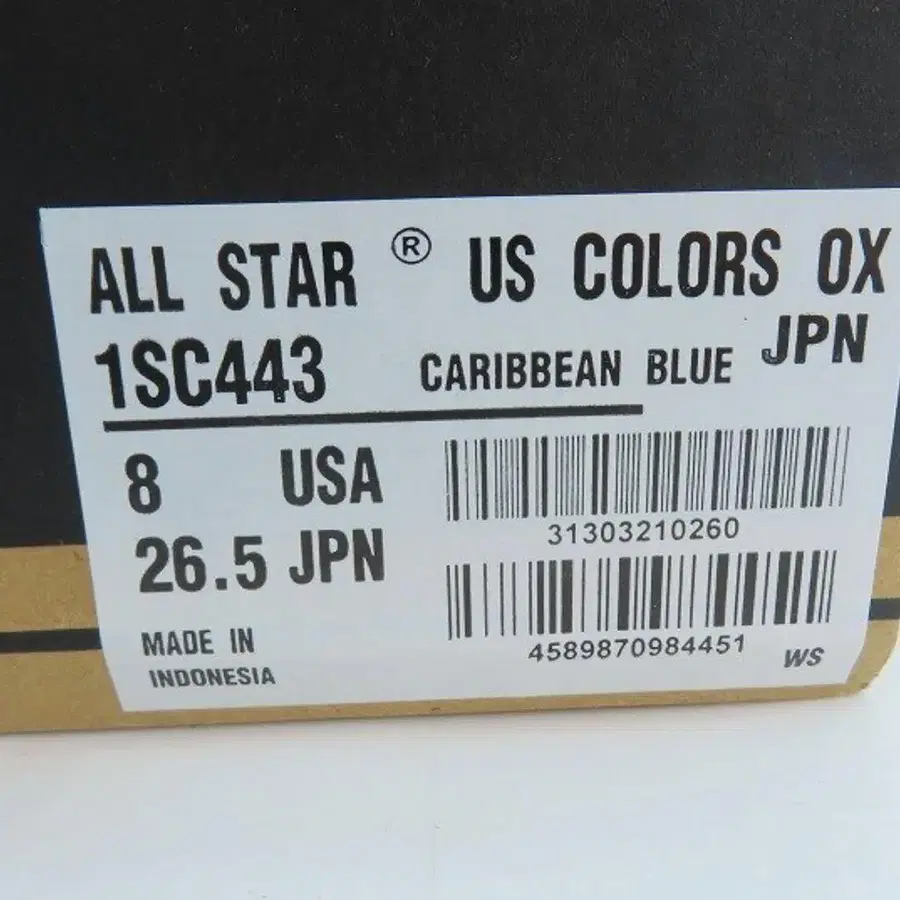 ALL STAR ® US COLORS OX
1SC443 CARIBBEAN BLUE JPN
8 USA
26.5 JPN
31303210260
MADE IN
INDONESIA
4589870984451
WS